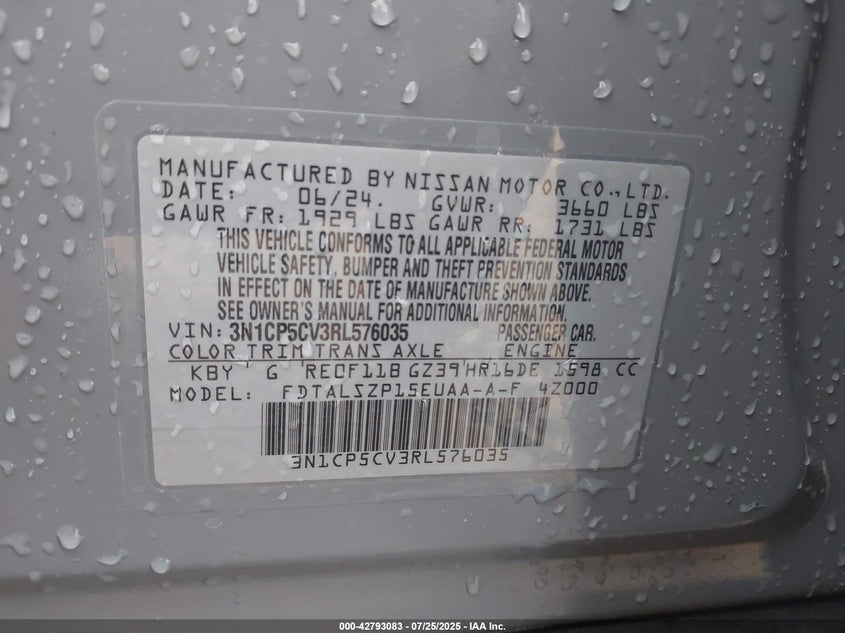 MANUFACTURED BY NISSAN MOTOR CO.,LTD.
DATE: 06/24. GVWR: 3660 LBS
GAWR FR: 1929 LBS GAWR RR: 1731 LBS
THIS VEHICLE CONFORMS TO ALL APPLICABLE FEDERAL MOTOR
VEHICLE SAFETY, BUMPER AND THEFT PREVENTION STANDARDS
IN EFFECT ON THE DATE OF MANUFACTURE SHOWN ABOVE.
SEE OWNER'S MANUAL FOR ADDITIONAL INFORMATION.
VIN: 3N1CP5CV3RL576035 PASSENGER CAR.
COLOR TRIM TRANS AXLE ENGINE
KBY G RE0F11B GZ39 HR16DE 1598 CC
MODEL: FDTALSZP15EUAA-A-F 4Z000
3N1CP5CV3RL576035
000-42793083 / 07/25/2025 - IAA Inc.